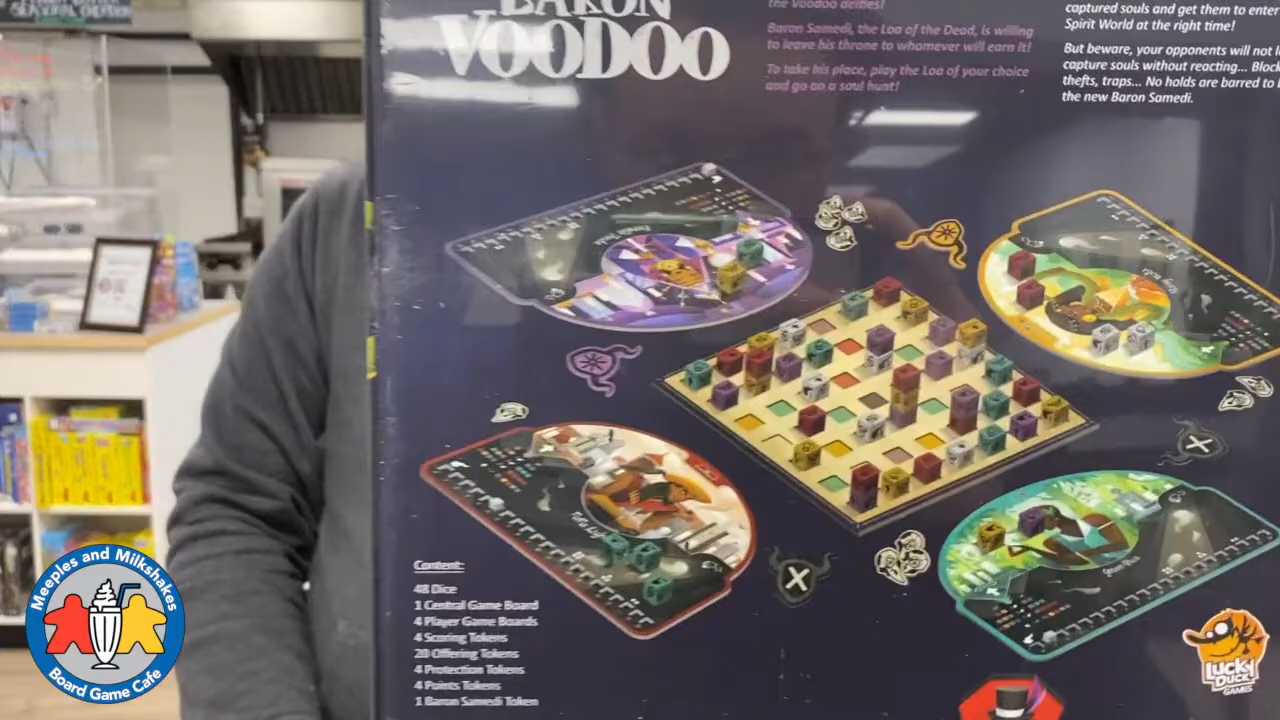 BARON
VOODOO
the Voodoo deities!
Baron Samedi, the Loa of the Dead, is willing
to leave his throne to whomever will earn it!
To take his place, play the Loa of your choice
and go on a soul hunt!
captured souls and get them to enter
Spirit World at the right time!
But beware, your opponents will not
capture souls without reacting... Block
thefts, traps... No holds are barred to
the new Baron Samedi.
Content:
48 Dice
1 Central Game Board
4 Player Game Boards
4 Scoring Tokens
20 Offering Tokens
4 Protection Tokens
4 Points Tokens
1 Baron Samedi Token
LUCKY
DUCK
GAMES
Meeples and Milkshakes
Board Game Cafe